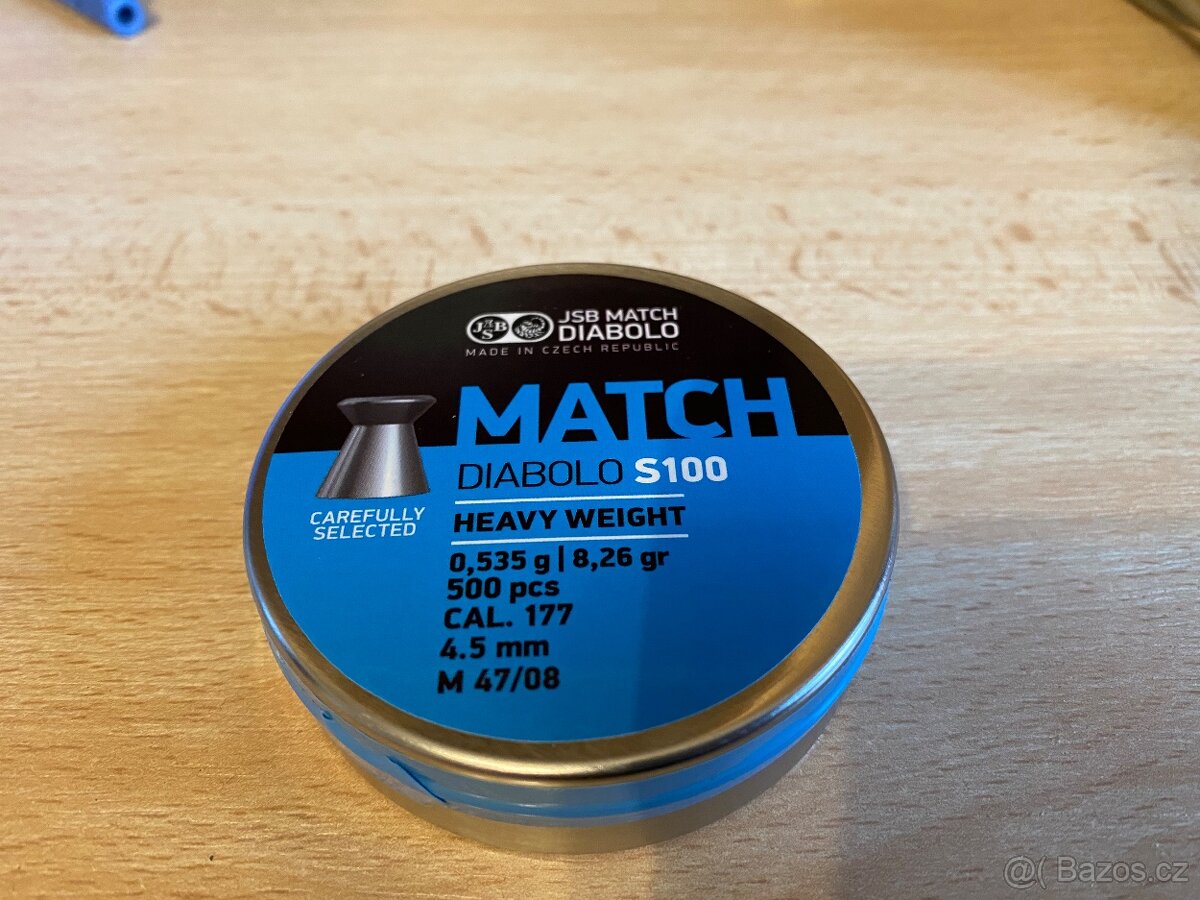 JSB
JSB MATCH
DIABOLO
MADE IN CZECH REPUBLIC
MATCH
DIABOLO S100
HEAVY WEIGHT
CAREFULLY
SELECTED
0,535 g | 8,26 gr
500 pcs
CAL. 177
4.5 mm
M 47/08
@( Bazos.cz